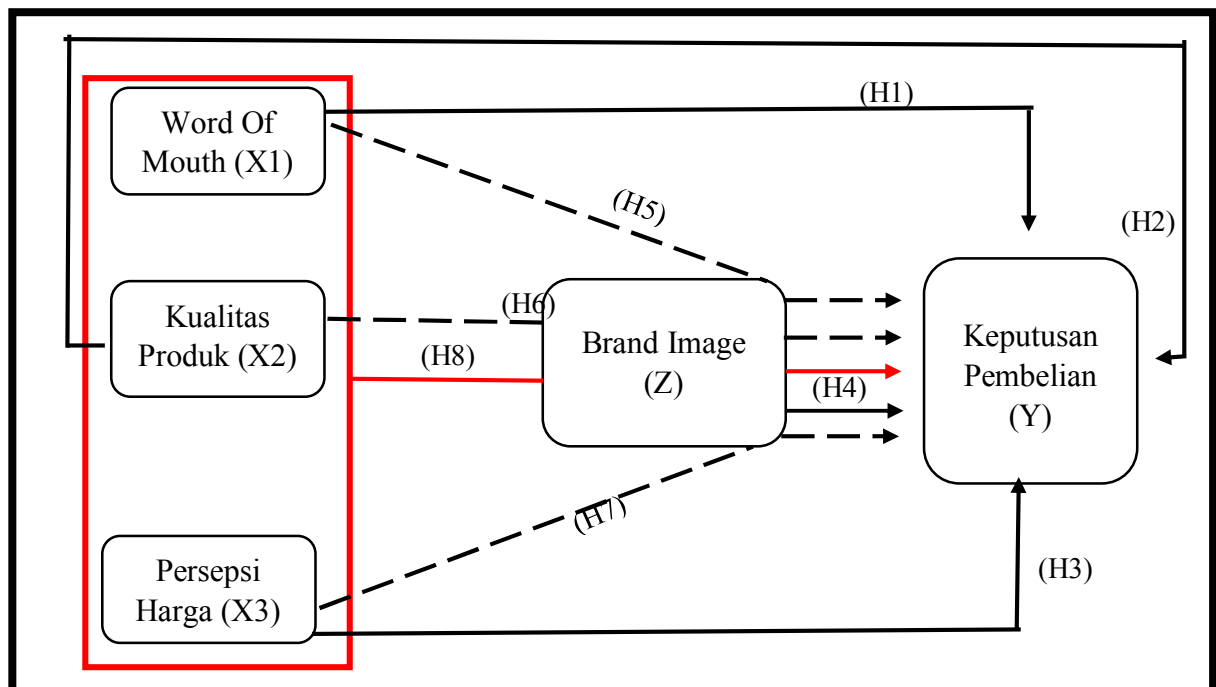 (H1)
Word Of
Mouth (X1)
(H5)
(H2)
Kualitas
Produk (X2)
(H6)
(H8)
Brand Image
(Z)
(H4)
Keputusan
Pembelian
(Y)
(H7)
Persepsi
Harga (X3)
(H3)